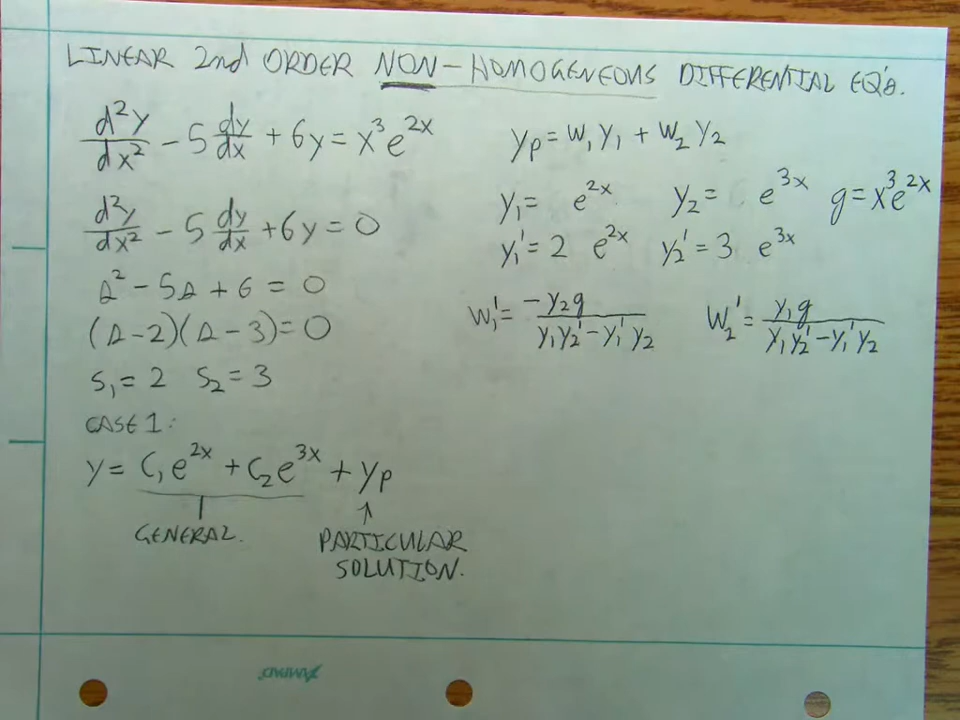 LINEAR 2nd ORDER NON-HOMOGENEOUS DIFFERENTIAL EQ's.
d²y/dx² - 5 dy/dx + 6y = x³e^2x
d²y/dx² - 5 dy/dx + 6y = 0
s² - 5s + 6 = 0
(s-2)(s-3) = 0
s₁ = 2 s₂ = 3
CASE 1:
y = C₁e^2x + C₂e^3x + yp
GENERAL. PARTICULAR
SOLUTION.
yp = W₁y₁ + W₂y₂
y₁ = e^2x y₂ = e^3x g = x³e^2x
y₁' = 2 e^2x y₂' = 3 e^3x
W₁' = -y₂g / y₁y₂' - y₁'y₂ W₂' = y₁g / y₁y₂' - y₁'y₂